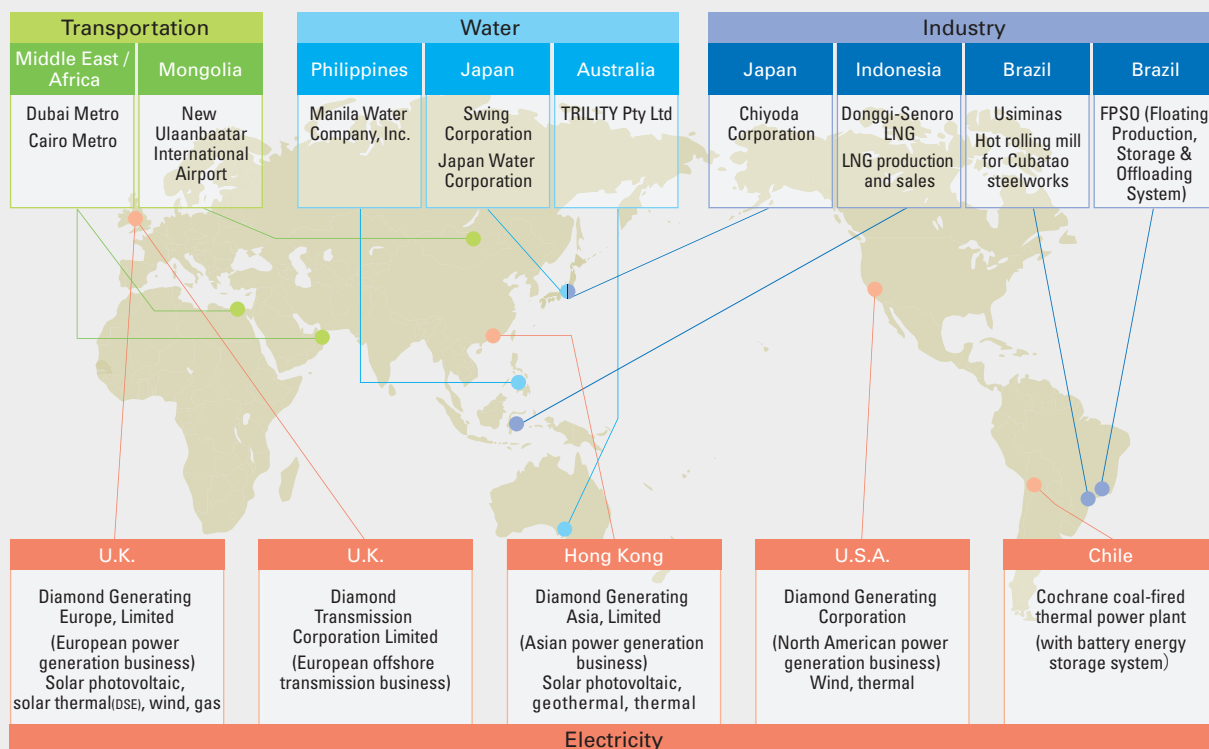 Transportation
Middle East /
Africa
Dubai Metro
Cairo Metro
Mongolia
New
Ulaanbaatar
International
Airport
Water
Philippines
Manila Water
Company, Inc.
Japan
Swing
Corporation
Japan Water
Corporation
Australia
TRILITY Pty Ltd
Industry
Japan
Chiyoda
Corporation
Indonesia
Donggi-Senoro
LNG
LNG production
and sales
Brazil
Usiminas
Hot rolling mill
for Cubatao
steelworks
Brazil
FPSO (Floating
Production,
Storage &
Offloading
System)
U.K.
Diamond Generating
Europe, Limited
(European power
generation business)
Solar photovoltaic,
solar thermal(DSE), wind, gas
U.K.
Diamond
Transmission
Corporation Limited
(European offshore
transmission business)
Hong Kong
Diamond Generating
Asia, Limited
(Asian power generation
business)
Solar photovoltaic,
geothermal, thermal
U.S.A.
Diamond Generating
Corporation
(North American power
generation business)
Wind, thermal
Chile
Cochrane coal-fired
thermal power plant
(with battery energy
storage system)
Electricity